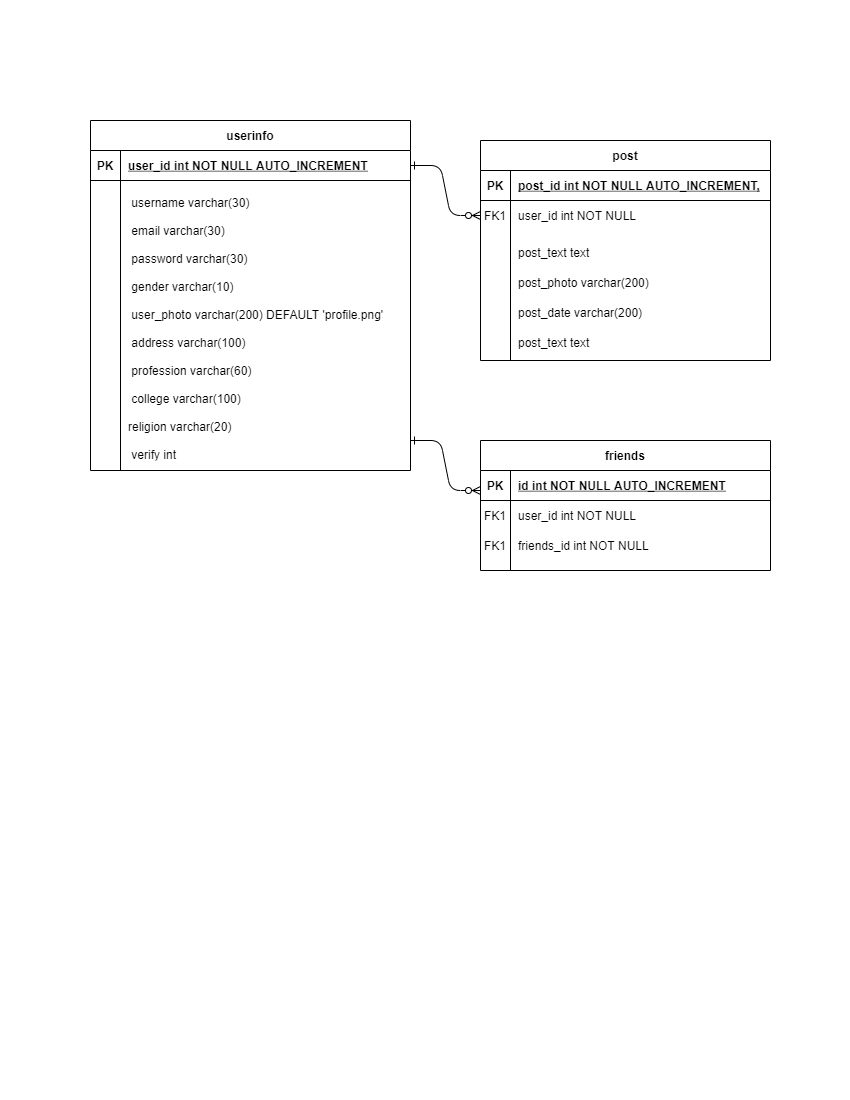 userinfo
PK user_id int NOT NULL AUTO_INCREMENT
username varchar(30)
email varchar(30)
password varchar(30)
gender varchar(10)
user_photo varchar(200) DEFAULT 'profile.png'
address varchar(100)
profession varchar(60)
college varchar(100)
religion varchar(20)
verify int
post
PK post_id int NOT NULL AUTO_INCREMENT,
FK1 user_id int NOT NULL
post_text text
post_photo varchar(200)
post_date varchar(200)
post_text text
friends
PK id int NOT NULL AUTO_INCREMENT
FK1 user_id int NOT NULL
FK1 friends_id int NOT NULL